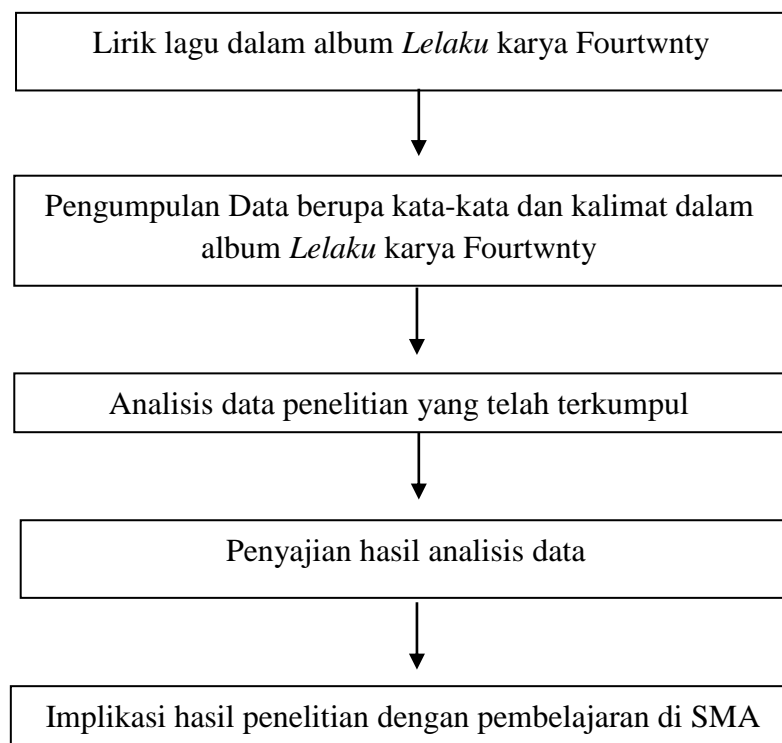 Lirik lagu dalam album Lelaku karya Fourtwnty
Pengumpulan Data berupa kata-kata dan kalimat dalam
album Lelaku karya Fourtwnty
Analisis data penelitian yang telah terkumpul
Penyajian hasil analisis data
Implikasi hasil penelitian dengan pembelajaran di SMA